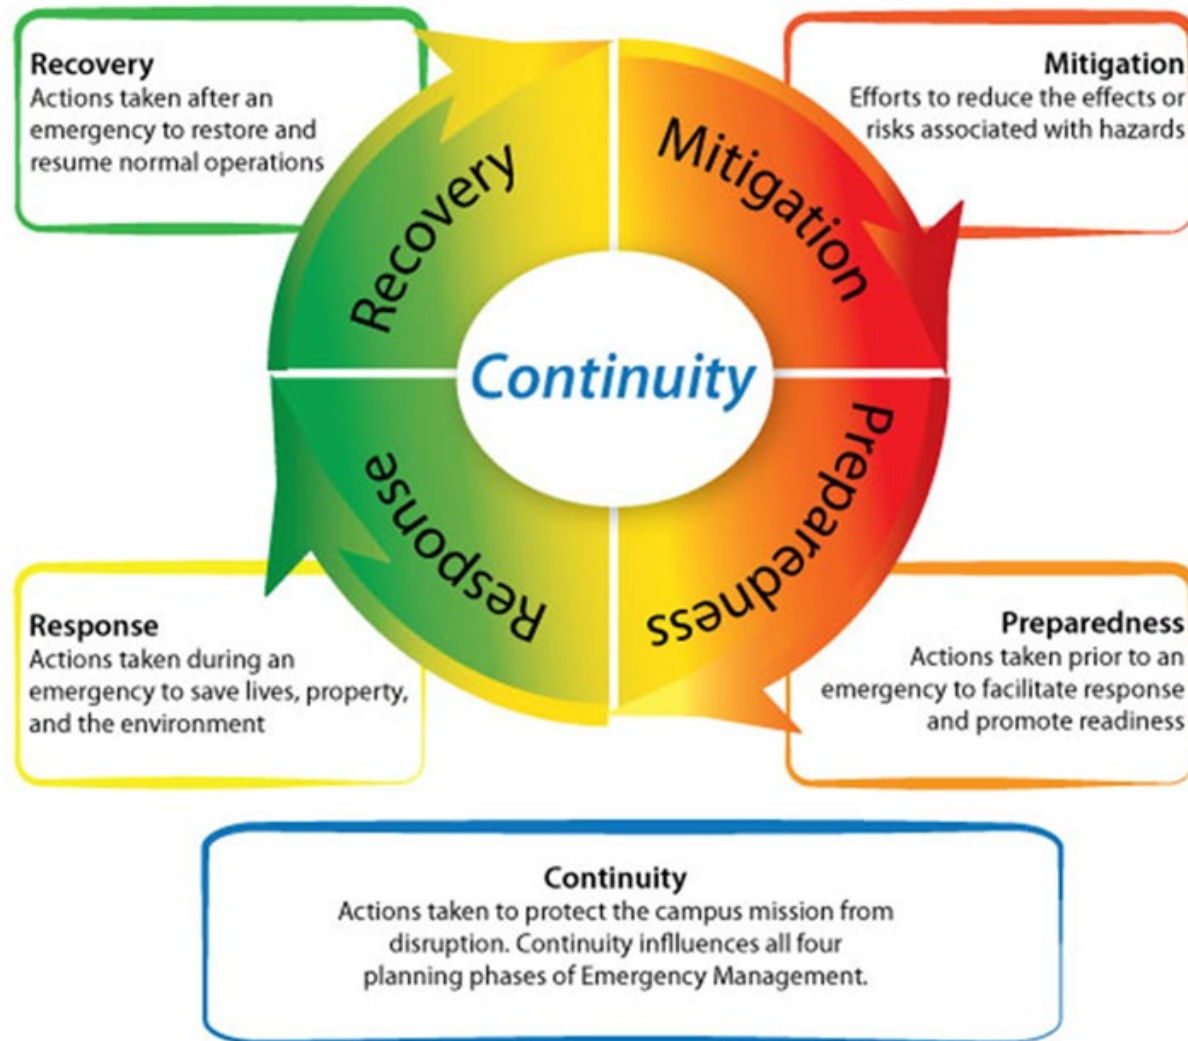 Recovery
Actions taken after an
emergency to restore and
resume normal operations
Mitigation
Efforts to reduce the effects or
risks associated with hazards
Recovery
Mitigation
Continuity
Response
Preparedness
Response
Actions taken during an
emergency to save lives, property,
and the environment
Preparedness
Actions taken prior to an
emergency to facilitate response
and promote readiness
Continuity
Actions taken to protect the campus mission from
disruption. Continuity inflluences all four
planning phases of Emergency Management.